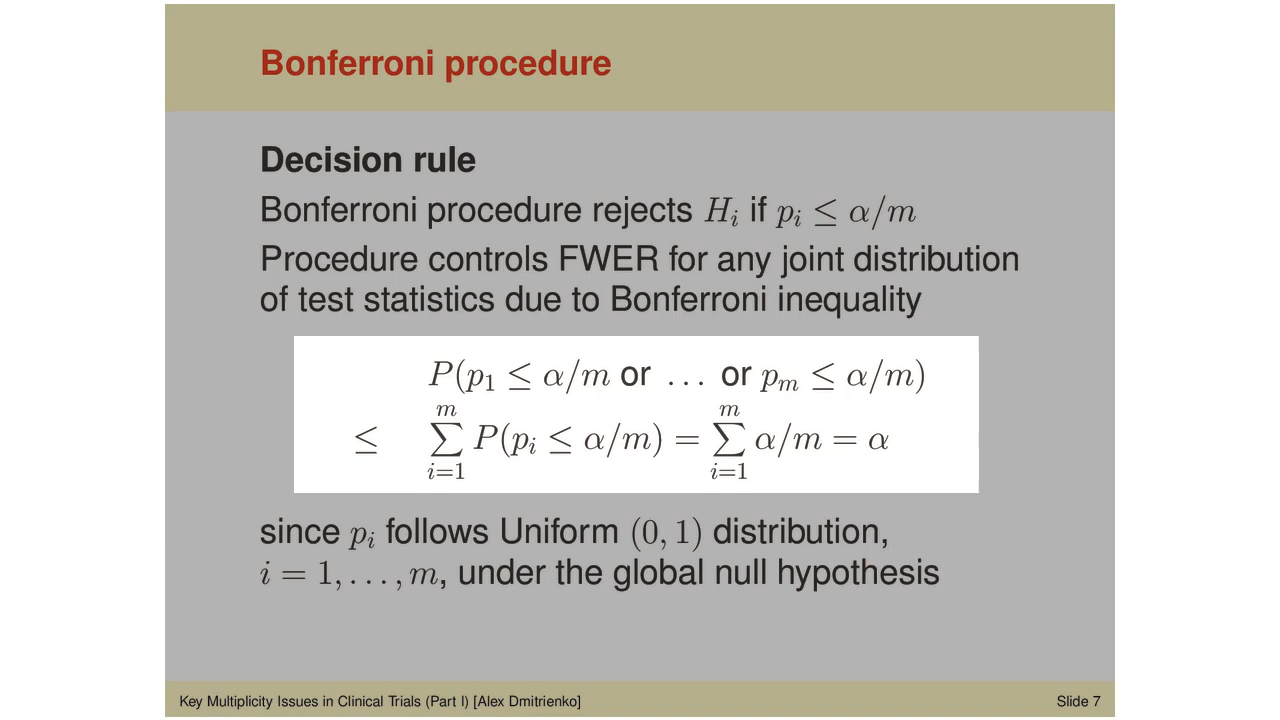 Bonferroni procedure
Decision rule
Bonferroni procedure rejects H_i if p_i ≤ α/m
Procedure controls FWER for any joint distribution
of test statistics due to Bonferroni inequality
P(p_1 ≤ α/m or … or p_m ≤ α/m)
≤ ∑_{i=1}^{m} P(p_i ≤ α/m) = ∑_{i=1}^{m} α/m = α
since p_i follows Uniform (0, 1) distribution,
i = 1, …, m, under the global null hypothesis
Key Multiplicity Issues in Clinical Trials (Part I) [Alex Dmitrienko]
Slide 7